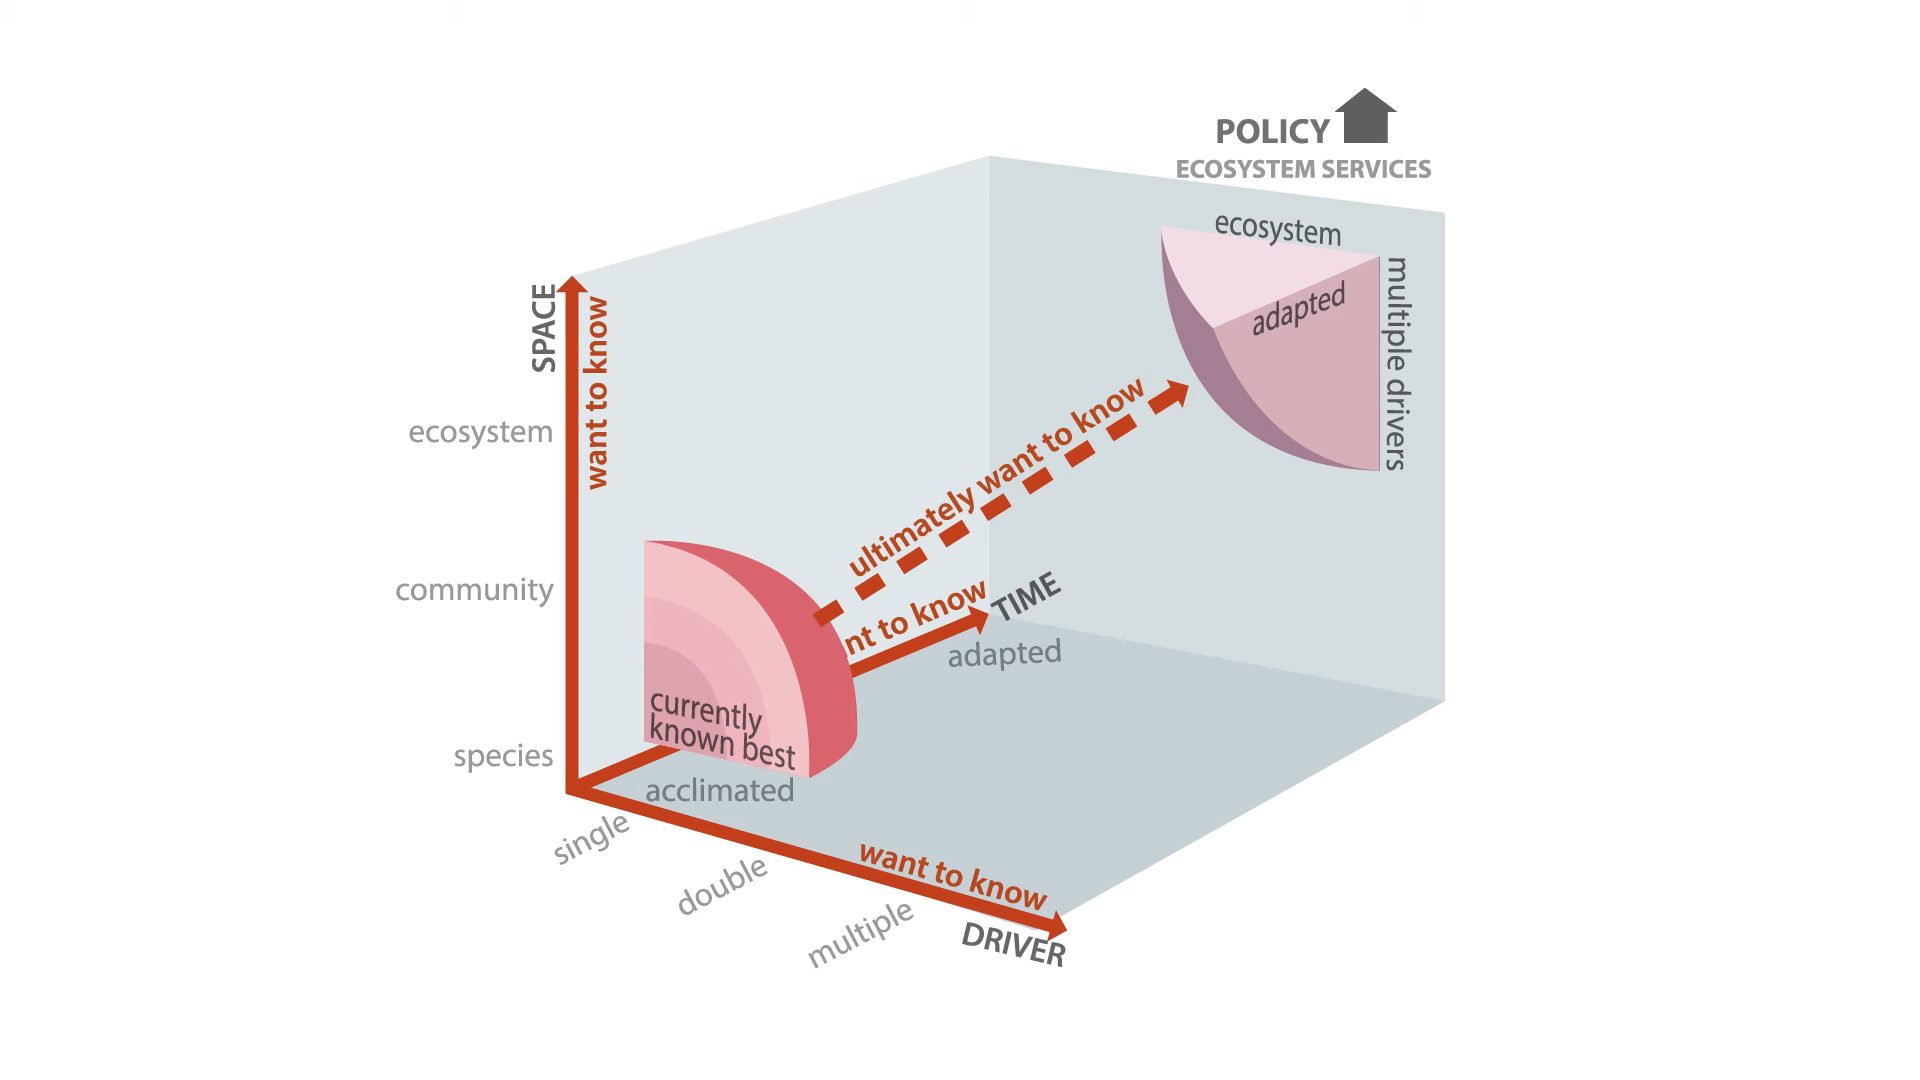 POLICY
ECOSYSTEM SERVICES
ecosystem
adapted
multiple drivers
SPACE
want to know
ecosystem
community
species
ultimately want to know
nt to know
TIME
adapted
currently
known best
acclimated
single
double
multiple
want to know
DRIVER